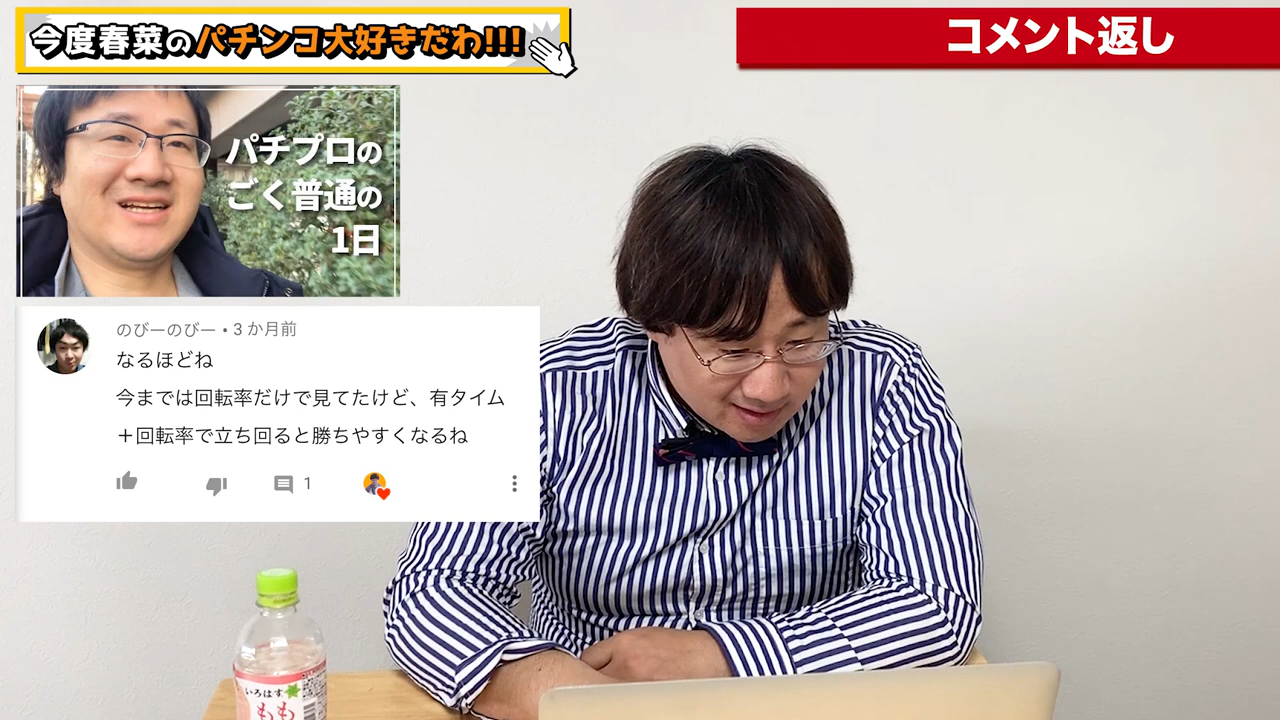 今度春菜のパチンコ大好きだわ!!!
コメント返し
パチプロの
ごく普通の
1日
のびーのびー • 3 か月前
なるほどね
今までは回転率だけで見てたけど、有タイム
＋回転率で立ち回ると勝ちやすくなるね
1
いろはす
もも